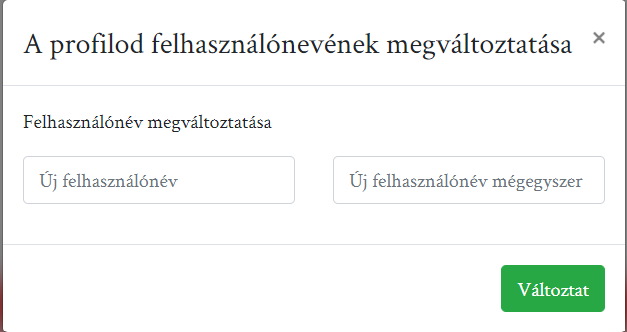 A profilod felhasználónevének megváltoztatása ×
Felhasználónév megváltoztatása
Új felhasználónév
Új felhasználónév mégegyszer
Változtat